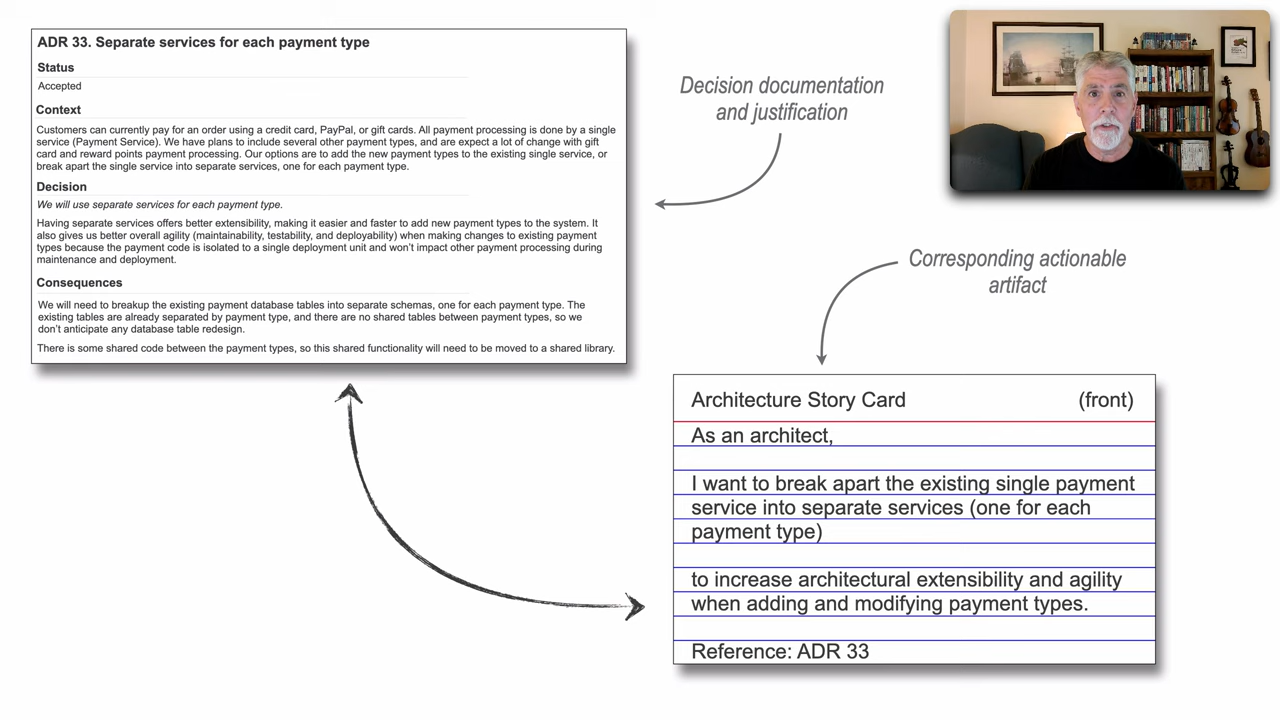 ADR 33. Separate services for each payment type
Status
Accepted
Context
Customers can currently pay for an order using a credit card, PayPal, or gift cards. All payment processing is done by a single
service (Payment Service). We have plans to include several other payment types, and are expect a lot of change with gift
card and reward points payment processing. Our options are to add the new payment types to the existing single service, or
break apart the single service into separate services, one for each payment type.
Decision
We will use separate services for each payment type.
Having separate services offers better extensibility, making it easier and faster to add new payment types to the system. It
also gives us better overall agility (maintainability, testability, and deployability) when making changes to existing payment
types because the payment code is isolated to a single deployment unit and won't impact other payment processing during
maintenance and deployment.
Consequences
We will need to breakup the existing payment database tables into separate schemas, one for each payment type. The
existing tables are already separated by payment type, and there are no shared tables between payment types, so we
don't anticipate any database table redesign.
There is some shared code between the payment types, so this shared functionality will need to be moved to a shared library.
Decision documentation
and justification
Corresponding actionable
artifact
Architecture Story Card (front)
As an architect,
I want to break apart the existing single payment
service into separate services (one for each
payment type)
to increase architectural extensibility and agility
when adding and modifying payment types.
Reference: ADR 33